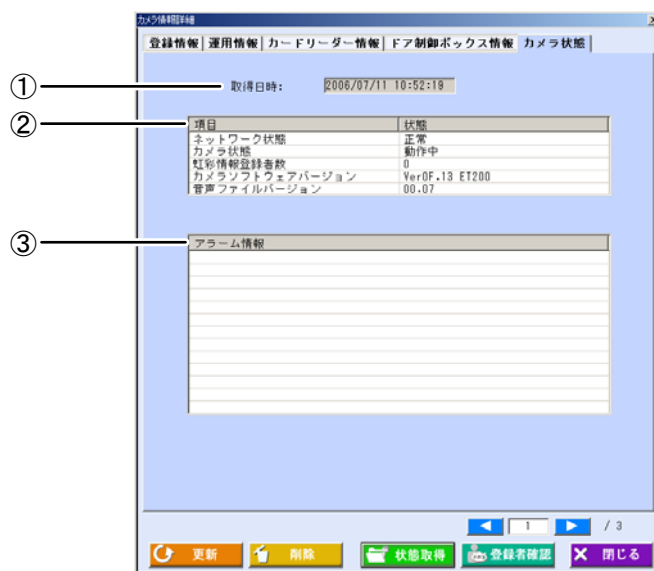 カメラ情報詳細
登録情報 運用情報 カードリーダー情報 ドア制御ボックス情報 カメラ状態
① 取得日時: 2006/07/11 10:52:19
②
項目 状態
ネットワーク状態 正常
カメラ状態 動作中
虹彩情報登録者数 0
カメラソフトウェアバージョン Ver0F.13 ET200
音声ファイルバージョン 00.07
③
アラーム情報
1 / 3
更新 削除 状態取得 登録者確認 閉じる